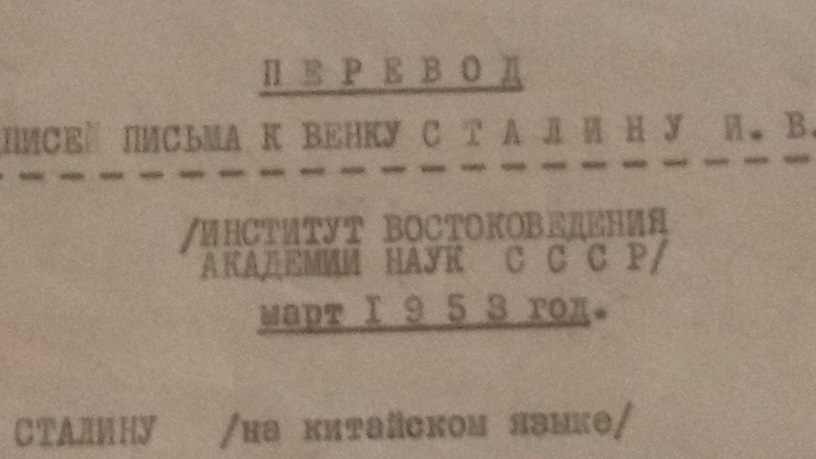 П Е Р Е В О Д
ПИСЬМА К ВЕНКУ С Т А Л И Н У И. В.
/ИНСТИТУТ ВОСТОКОВЕДЕНИЯ
АКАДЕМИИ НАУК С С С Р/
март I 9 5 3 год.
СТАЛИНУ /на китайском языке/